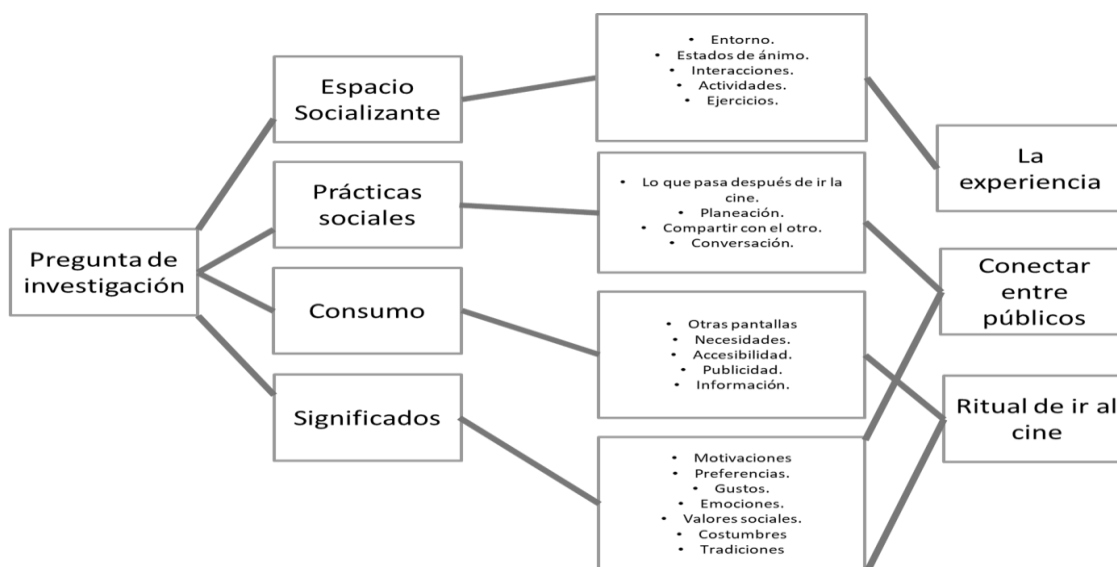 Pregunta de
investigación
Espacio
Socializante
Prácticas
sociales
Consumo
Significados
• Entorno.
• Estados de ánimo.
• Interacciones.
• Actividades.
• Ejercicios.
• Lo que pasa después de ir la
cine.
• Planeación.
• Compartir con el otro.
• Conversación.
• Otras pantallas
• Necesidades.
• Accesibilidad.
• Publicidad.
• Información.
• Motivaciones
• Preferencias.
• Gustos.
• Emociones.
• Valores sociales.
• Costumbres
• Tradiciones
La
experiencia
Conectar
entre
públicos
Ritual de ir al
cine